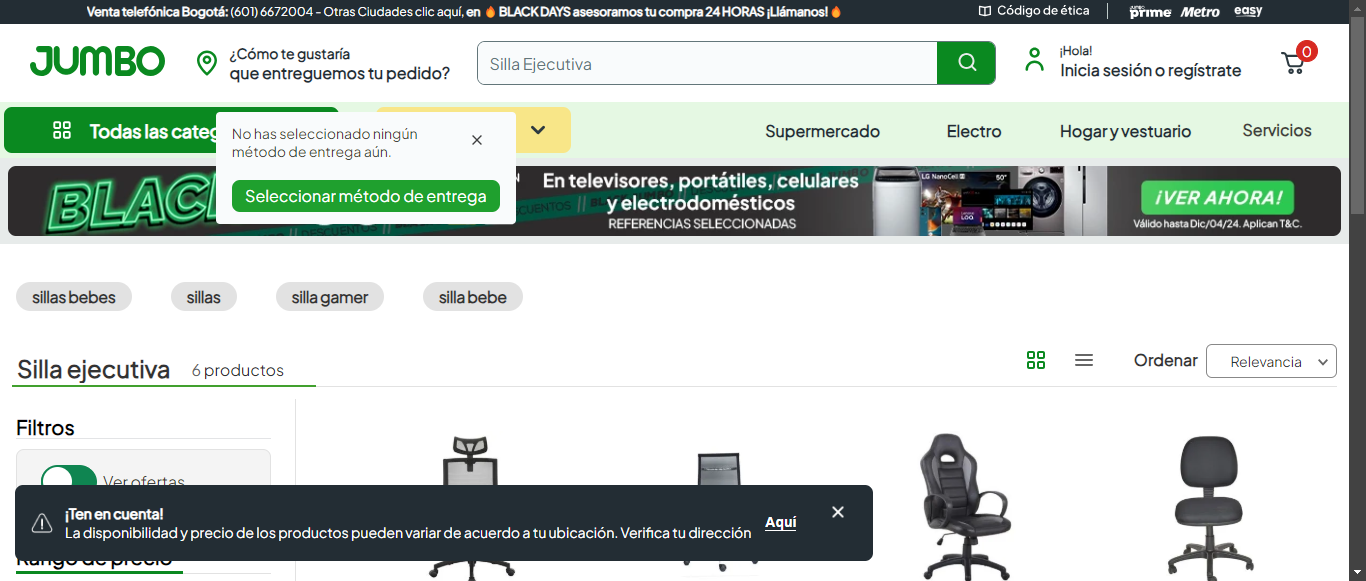 Venta telefónica Bogotá: (601) 6672004 - Otras Ciudades clic aquí, en 🔥 BLACK DAYS asesoramos tu compra 24 HORAS ¡Llámanos!🔥
Código de ética
JUMBO prime
Metro
easy
JUMBO
¿Cómo te gustaría
que entreguemos tu pedido?
Silla Ejecutiva
¡Hola!
Inicia sesión o regístrate
0
Todas las categ
No has seleccionado ningún
método de entrega aún.
Seleccionar método de entrega
Supermercado
Electro
Hogar y vestuario
Servicios
BLACK
En televisores, portátiles, celulares
y electrodomésticos
REFERENCIAS SELECCIONADAS
LG NanoCell
50"
¡VER AHORA!
Válido hasta Dic/04/24. Aplican T&C.
sillas bebes
sillas
silla gamer
silla bebe
Silla ejecutiva
6 productos
Ordenar
Relevancia
Filtros
Ver ofertas
¡Ten en cuenta!
La disponibilidad y precio de los productos pueden variar de acuerdo a tu ubicación. Verifica tu dirección
Aquí
Rango de precio